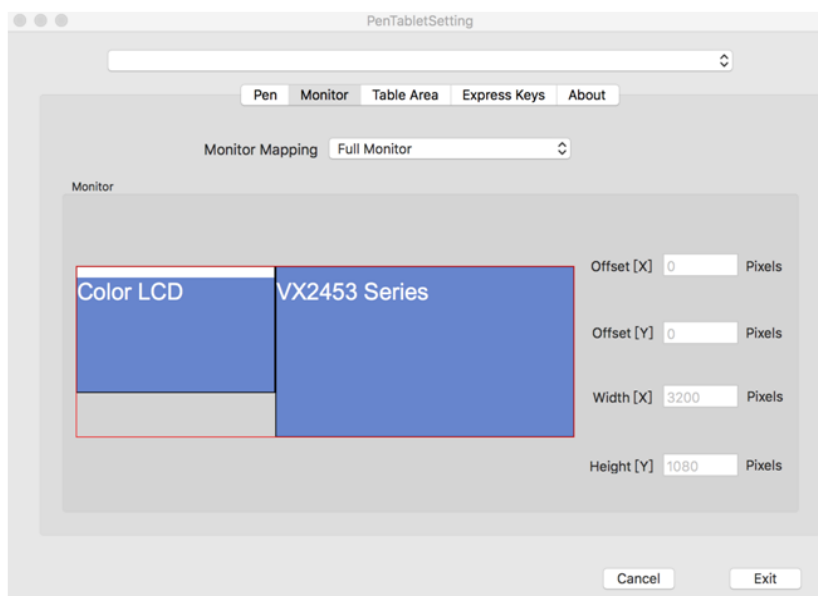 PenTabletSetting
Pen Monitor Table Area Express Keys About
Monitor Mapping Full Monitor
Monitor
Color LCD VX2453 Series
Offset [X] 0 Pixels
Offset [Y] 0 Pixels
Width [X] 3200 Pixels
Height [Y] 1080 Pixels
Cancel Exit